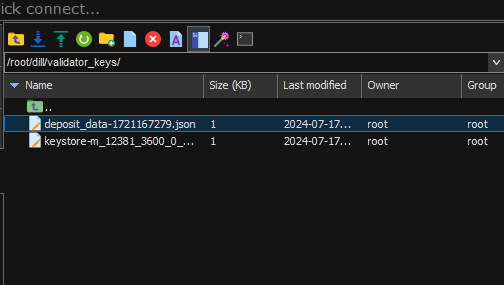 ick connect...
/root/dill/validator_keys/
Name Size (KB) Last modified Owner Group
..
deposit_data-1721167279.json 1 2024-07-17... root root
keystore-m_12381_3600_0_... 1 2024-07-17... root root